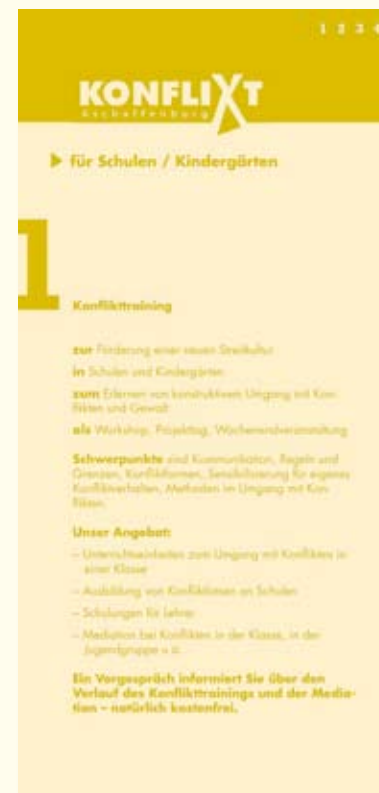 1 2 3 4
KONFLIXT
Aschaffenburg
für Schulen / Kindergärten
1
Konflikttraining
zur Förderung einer neuen Streitkultur
in Schulen und Kindergärten
zum Erlernen von konstruktivem Umgang mit Kon-
flikten und Gewalt
als Workshop, Projekttag, Wochenendveranstaltung
Schwerpunkte sind Kommunikation, Regeln und
Grenzen, Konfliktformen, Sensibilisierung für eigenes
Konfliktverhalten, Methoden im Umgang mit Kon-
flikten.
Unser Angebot:
– Unterrichtseinheiten zum Umgang mit Konflikten in
einer Klasse
– Ausbildung von Konfliktlotsen an Schulen
– Schulungen für Lehrer
– Mediation bei Konflikten in der Klasse, in der
Jugendgruppe u.ä.
Ein Vorgespräch informiert Sie über den
Verlauf des Konflikttrainings und der Media-
tion – natürlich kostenfrei.